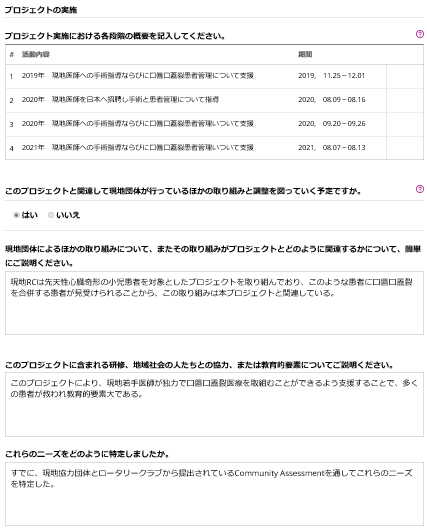 プロジェクトの実施
プロジェクト実施における各段階の概要を記入してください。
# 活動内容 期間
1 2019年 現地医師への手術指導ならびに口唇口蓋裂患者管理について支援 2019, 11.25 – 12.01
2 2020年 現地医師を日本へ招聘し手術と患者管理について指導 2020, 08.09 – 08.16
3 2020年 現地医師への手術指導ならびに口唇口蓋裂患者管理いついて支援 2020, 09.20 – 09.26
4 2021年 現地医師への手術指導ならびに口唇口蓋裂患者管理いついて支援 2021, 08.07 – 08.13
このプロジェクトと関連して現地団体が行っているほかの取り組みと調整を図っていく予定ですか。
はい いいえ
現地団体によるほかの取り組みについて、またその取り組みがプロジェクトとどのように関連するかについて、簡単
にご説明ください。
現地RCは先天性心臓奇形の小児患者を対象としたプロジェクトを取り組んでおり、このような患者に口唇口蓋裂
を合併する患者が見受けられることから、この取り組みは本プロジェクトと関連している。
このプロジェクトに含まれる研修、地域社会の人たちとの協力、または教育的要素についてご説明ください。
このプロジェクトにより、現地若手医師が独力で口唇口蓋裂医療を取組むことができるよう支援することで、多く
の患者が救われ教育的要素大である。
これらのニーズをどのように特定しましたか。
すでに、現地協力団体とロータリークラブから提出されているCommunity Assessmentを通してこれらのニーズ
を特定した。